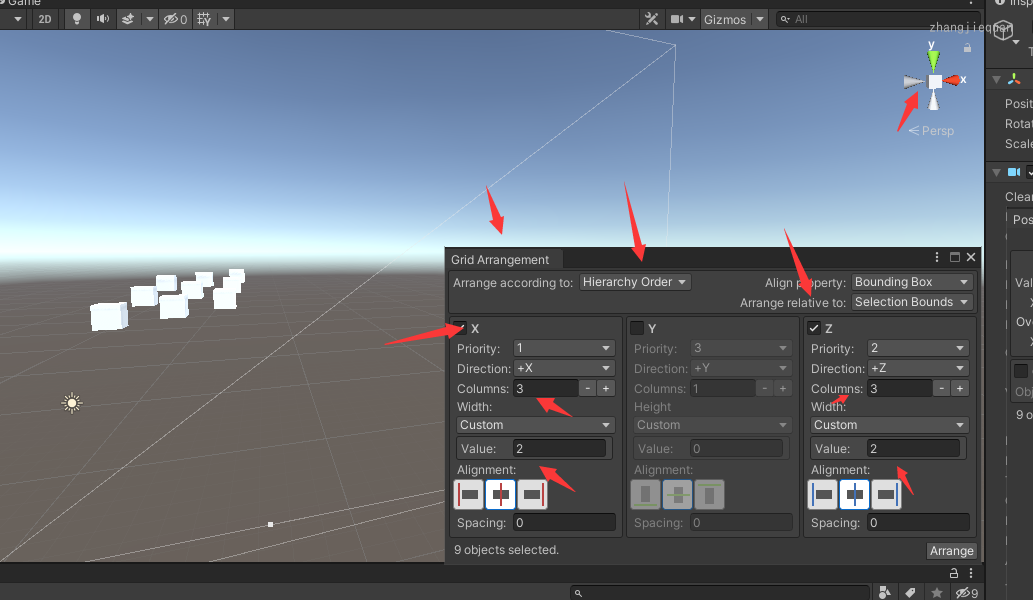 Game
2D
0
Gizmos
All
Insp
zhangjiequan
y
x
Persp
Posit
Rotat
Scale
Clear
Pos
Val
X
Ove
X
Obj
9 o
Grid Arrangement
Arrange according to: Hierarchy Order
Align property: Bounding Box
Arrange relative to: Selection Bounds
X
Priority: 1
Direction: +X
Columns: 3 - +
Width:
Custom
Value: 2
Alignment:
Spacing: 0
Y
Priority: 3
Direction: +Y
Columns: 1 - +
Height
Custom
Value: 0
Alignment:
Spacing: 0
Z
Priority: 2
Direction: +Z
Columns: 3 - +
Width:
Custom
Value: 2
Alignment:
Spacing: 0
9 objects selected.
Arrange
9